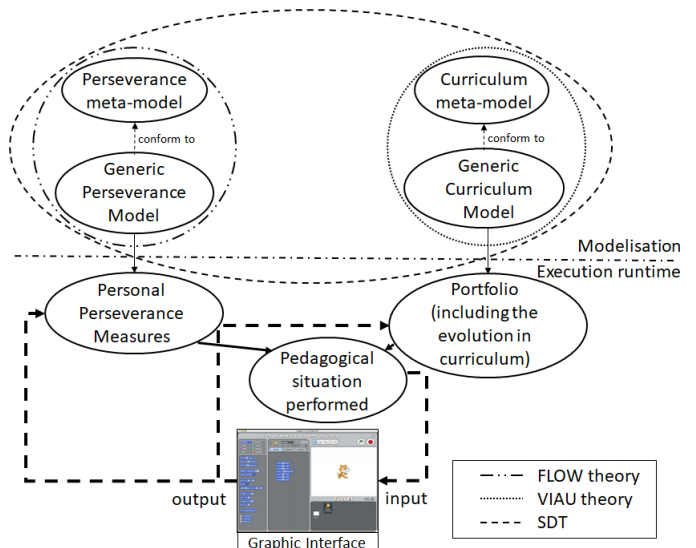 Perseverance
meta-model
conform to
Generic
Perseverance
Model
Curriculum
meta-model
conform to
Generic
Curriculum
Model
Modelisation
Execution runtime
Personal
Perseverance
Measures
Portfolio
(including the
evolution in
curriculum)
Pedagogical
situation
performed
output
input
Graphic Interface
FLOW theory
VIAU theory
SDT